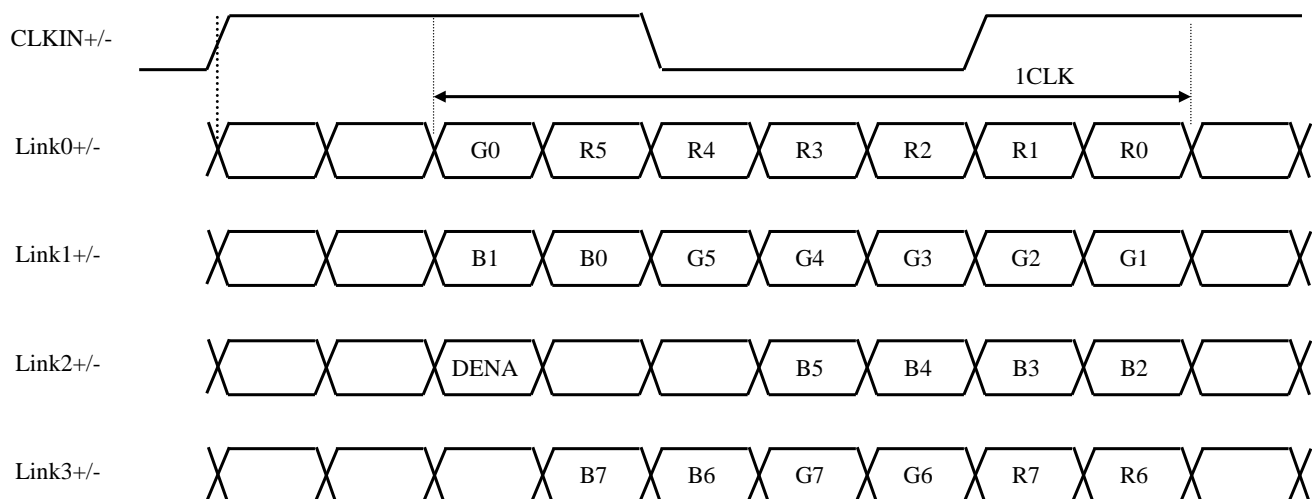 CLKIN+/-
1CLK
Link0+/- G0 R5 R4 R3 R2 R1 R0
Link1+/- B1 B0 G5 G4 G3 G2 G1
Link2+/- DENA B5 B4 B3 B2
Link3+/- B7 B6 G7 G6 R7 R6